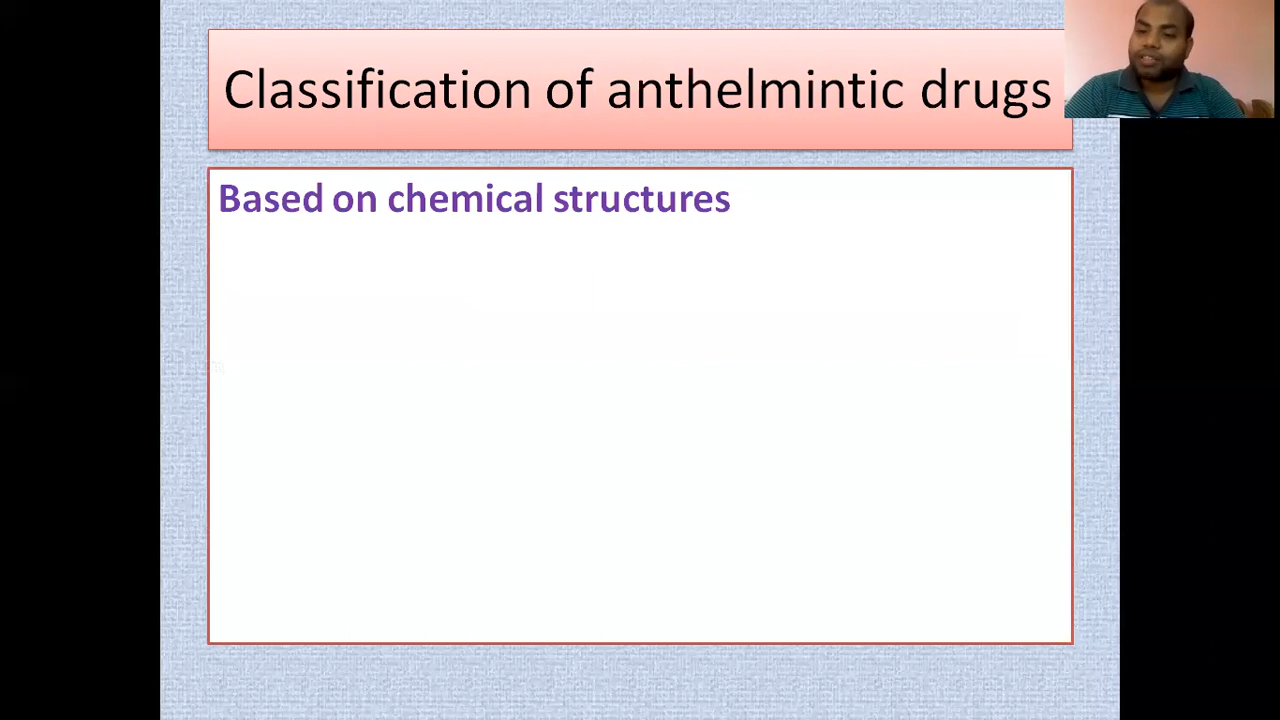 Classification of anthelmintic drugs
Based on chemical structures